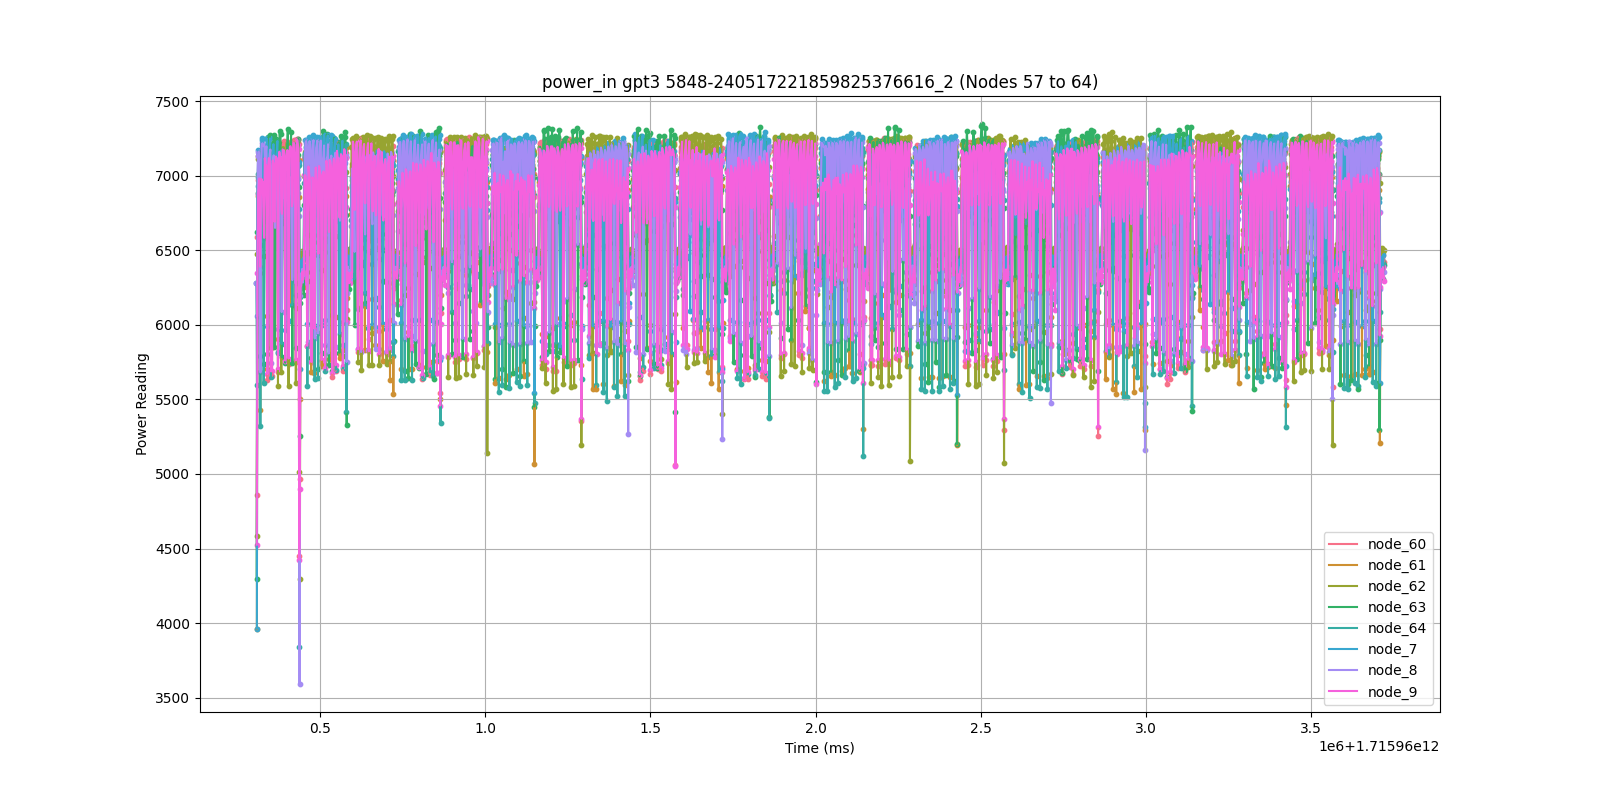 power_in gpt3 5848-240517221859825376616_2 (Nodes 57 to 64)
7500
7000
6500
6000
5500
5000
4500
4000
3500
Power Reading
0.5
1.0
1.5
2.0
2.5
3.0
3.5
Time (ms)
1e6+1.71596e12
node_60
node_61
node_62
node_63
node_64
node_7
node_8
node_9